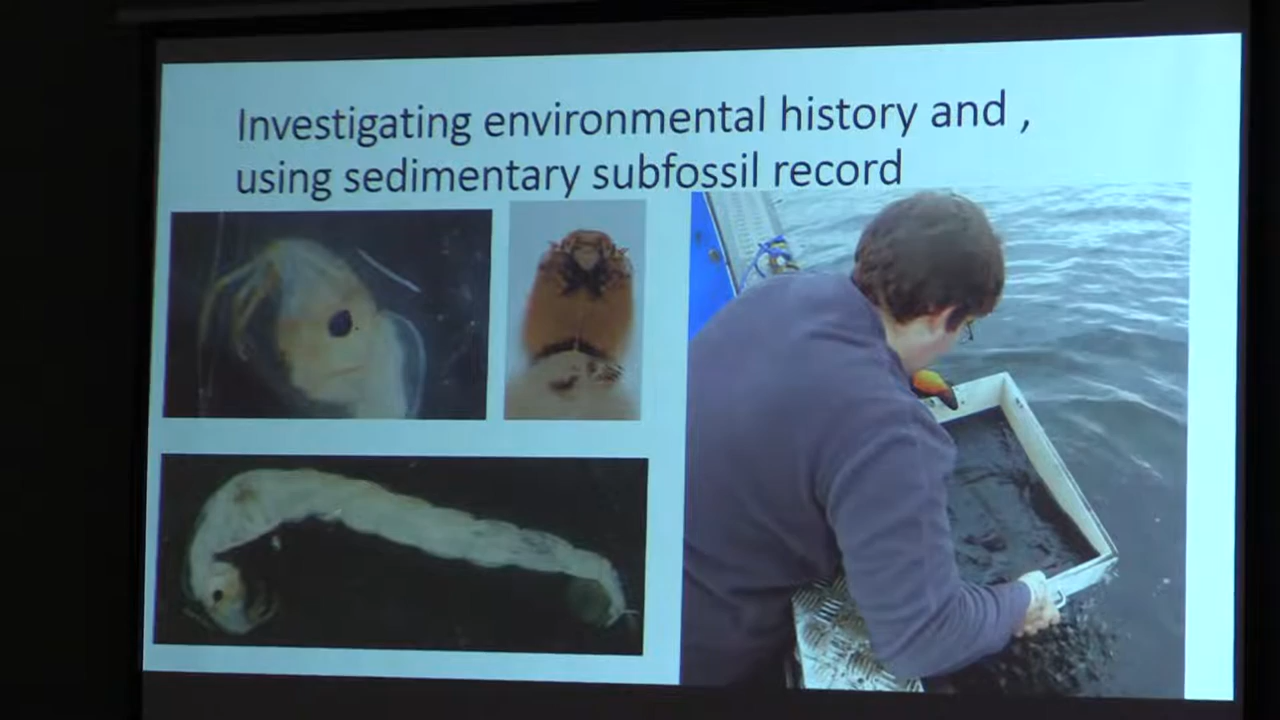 Investigating environmental history and ,
using sedimentary subfossil record